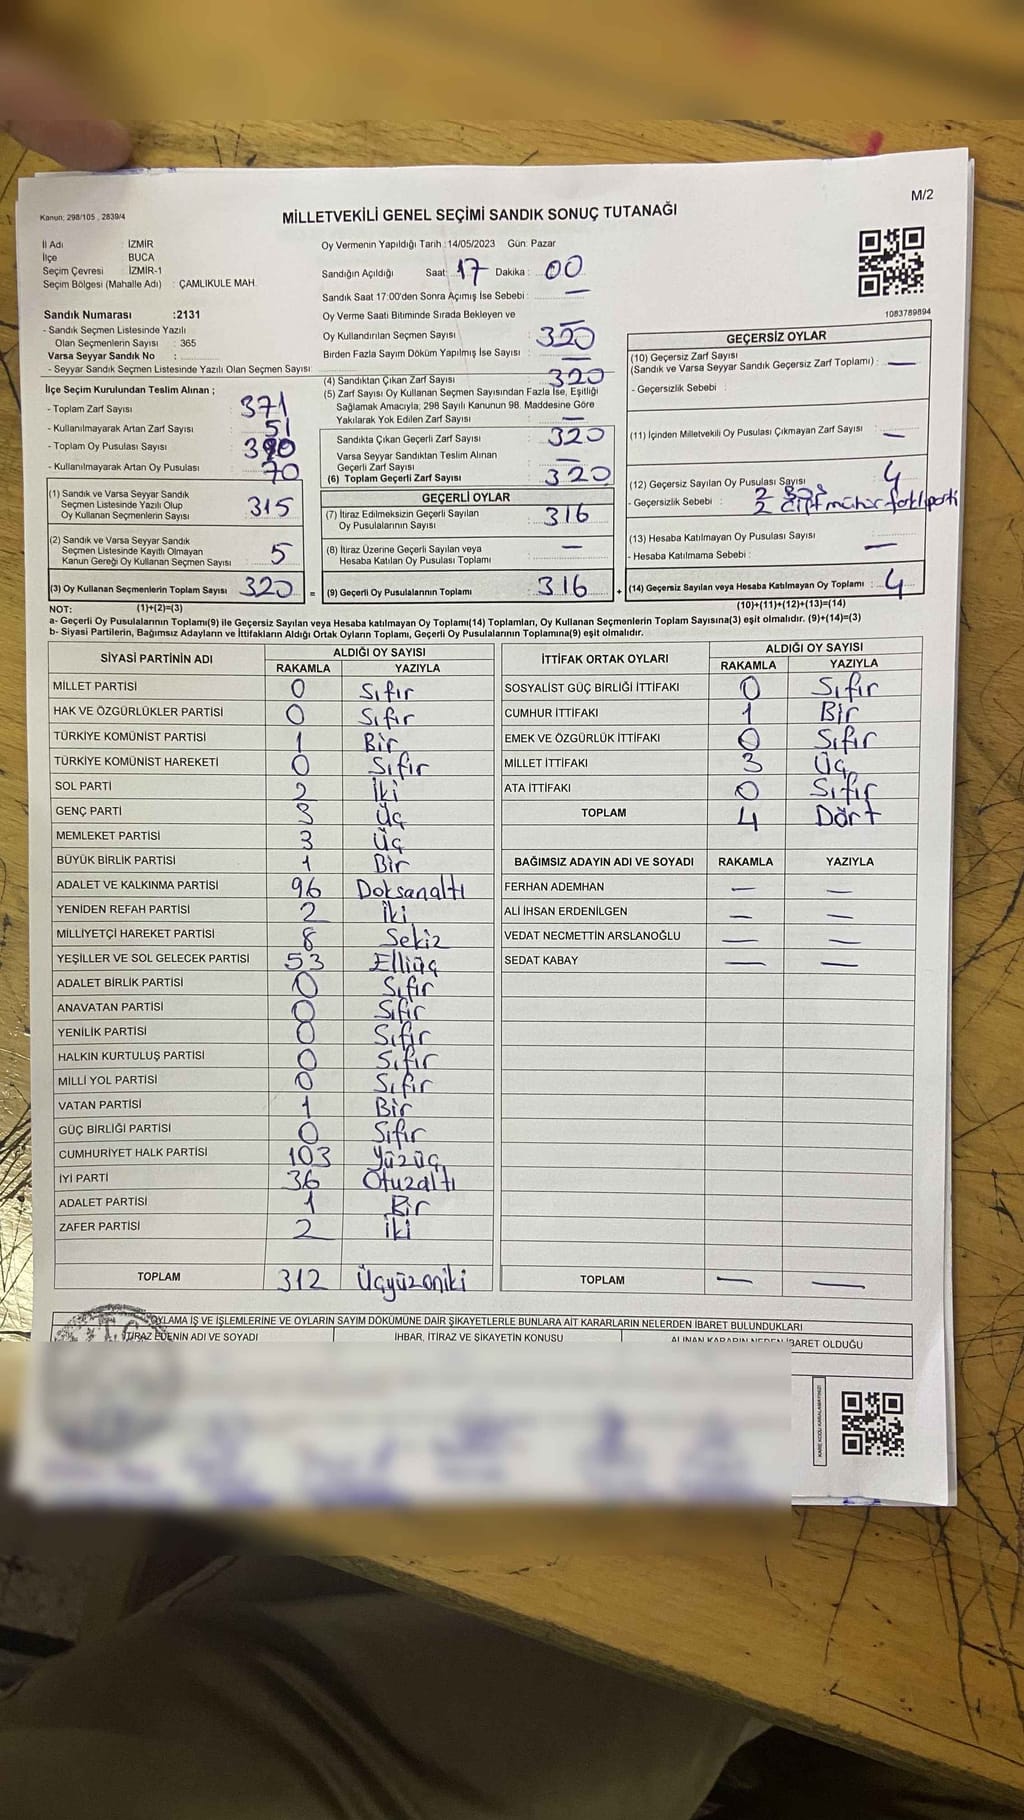 M/2
Kanun: 298/105 , 2839/4
MİLLETVEKİLİ GENEL SEÇİMİ SANDIK SONUÇ TUTANAĞI
İl Adı : İZMİR
İlçe BUCA
Seçim Çevresi : İZMİR-1
Seçim Bölgesi (Mahalle Adı) : ÇAMLIKULE MAH.
Sandık Numarası :2131
- Sandık Seçmen Listesinde Yazılı
Olan Seçmenlerin Sayısı : 365
Varsa Seyyar Sandık No :
- Seyyar Sandık Seçmen Listesinde Yazılı Olan Seçmen Sayısı:
İlçe Seçim Kurulundan Teslim Alınan ;
- Toplam Zarf Sayısı : 371
- Kullanılmayarak Artan Zarf Sayısı : 51
- Toplam Oy Pusulası Sayısı : 390
- Kullanılmayarak Artan Oy Pusulası : 70
(1) Sandık ve Varsa Seyyar Sandık
Seçmen Listesinde Yazılı Olup
Oy Kullanan Seçmenlerin Sayısı : 315
(2) Sandık ve Varsa Seyyar Sandık
Seçmen Listesinde Kayıtlı Olmayan
Kanun Gereği Oy Kullanan Seçmen Sayısı : 5
(3) Oy Kullanan Seçmenlerin Toplam Sayısı : 320 =
Oy Vermenin Yapıldığı Tarih : 14/05/2023 Gün: Pazar
Sandığın Açıldığı Saat: 17 Dakika : 00
Sandık Saat 17:00'den Sonra Açımış İse Sebebi : —
Oy Verme Saati Bitiminde Sırada Bekleyen ve
Oy Kullandırılan Seçmen Sayısı : —
Birden Fazla Sayım Döküm Yapılmış İse Sayısı : —
(4) Sandıktan Çıkan Zarf Sayısı : 320
(5) Zarf Sayısı Oy Kullanan Seçmen Sayısından Fazla İse, Eşitliği
Sağlamak Amacıyla; 298 Sayılı Kanunun 98. Maddesine Göre
Yakılarak Yok Edilen Zarf Sayısı : —
Sandıkta Çıkan Geçerli Zarf Sayısı : 320
Varsa Seyyar Sandıktan Teslim Alınan
Geçerli Zarf Sayısı : —
(6) Toplam Geçerli Zarf Sayısı : 320
GEÇERLİ OYLAR
(7) İtiraz Edilmeksizin Geçerli Sayılan
Oy Pusulalarının Sayısı : 316
(8) İtiraz Üzerine Geçerli Sayılan veya
Hesaba Katılan Oy Pusulası Toplamı : —
(9) Geçerli Oy Pusulalarının Toplamı : 316 +
1083789894
GEÇERSİZ OYLAR
(10) Geçersiz Zarf Sayısı
(Sandık ve Varsa Seyyar Sandık Geçersiz Zarf Toplamı) : —
- Geçersizlik Sebebi :
(11) İçinden Milletvekili Oy Pusulası Çıkmayan Zarf Sayısı : —
(12) Geçersiz Sayılan Oy Pusulası Sayısı : 4
- Geçersizlik Sebebi : 2
2 çift mühür farklı parti
(13) Hesaba Katılmayan Oy Pusulası Sayısı : —
- Hesaba Katılmama Sebebi :
(14) Geçersiz Sayılan veya Hesaba Katılmayan Oy Toplamı : 4
NOT: (1)+(2)=(3) (10)+(11)+(12)+(13)=(14)
a- Geçerli Oy Pusulasının Toplamı(9) ile Geçersiz Sayılan veya Hesaba katılmayan Oy Toplamı(14) Toplamları, Oy Kullanan Seçmenlerin Toplam Sayısına(3) eşit olmalıdır. (9)+(14)=(3)
b- Siyasi Partilerin, Bağımsız Adayların ve İttifakların Aldığı Ortak Oyların Toplamı, Geçerli Oy Pusulalarının Toplamına(9) eşit olmalıdır.
SİYASİ PARTİNİN ADI ALDIĞI OY SAYISI
RAKAMLA YAZIYLA
MİLLET PARTİSİ 0 Sıfır
HAK VE ÖZGÜRLÜKLER PARTİSİ 0 Sıfır
TÜRKİYE KOMÜNİST PARTİSİ 1 Bir
TÜRKİYE KOMÜNİST HAREKETİ 0 Sıfır
SOL PARTİ 2 İki
GENÇ PARTİ 3 Üç
MEMLEKET PARTİSİ 3 Üç
BÜYÜK BİRLİK PARTİSİ 1 Bir
ADALET VE KALKINMA PARTİSİ 96 Doksanaltı
YENİDEN REFAH PARTİSİ 2 İki
MİLLİYETÇİ HAREKET PARTİSİ 8 Sekiz
YEŞİLLER VE SOL GELECEK PARTİSİ 53 Elliüç
ADALET BİRLİK PARTİSİ 0 Sıfır
ANAVATAN PARTİSİ 0 Sıfır
YENİLİK PARTİSİ 0 Sıfır
HALKIN KURTULUŞ PARTİSİ 0 Sıfır
MİLLİ YOL PARTİSİ 0 Sıfır
VATAN PARTİSİ 1 Bir
GÜÇ BİRLİĞİ PARTİSİ 0 Sıfır
CUMHURİYET HALK PARTİSİ 103 Yüzüç
İYİ PARTİ 36 Otuzaltı
ADALET PARTİSİ 1 Bir
ZAFER PARTİSİ 2 İki
TOPLAM 312 Üçyüzoniki
İTTİFAK ORTAK OYLARI ALDIĞI OY SAYISI
RAKAMLA YAZIYLA
SOSYALİST GÜÇ BİRLİĞİ İTTİFAKI 0 Sıfır
CUMHUR İTTİFAKI 1 Bir
EMEK VE ÖZGÜRLÜK İTTİFAKI 0 Sıfır
MİLLET İTTİFAKI 3 Üç
ATA İTTİFAKI 0 Sıfır
TOPLAM 4 Dört
BAĞIMSIZ ADAYIN ADI VE SOYADI RAKAMLA YAZIYLA
FERHAN ADEMHAN — —
ALİ İHSAN ERDENİLGEN — —
VEDAT NECMETTİN ARSLANOĞLU — —
SEDAT KABAY — —
TOPLAM — —
OYLAMA İŞ VE İŞLEMLERİNE VE OYLARIN SAYIM DÖKÜMÜNE DAİR ŞİKAYETLERLE BUNLARA AİT KARARLARIN NELERDEN İBARET BULUNDUKLARI
İTİRAZ EDENİN ADI VE SOYADI İHBAR, İTİRAZ VE ŞİKAYETİN KONUSU ALINAN KARARIN NEDEN İBARET OLDUĞU
KARE KODU KARALAMAYINIZ!